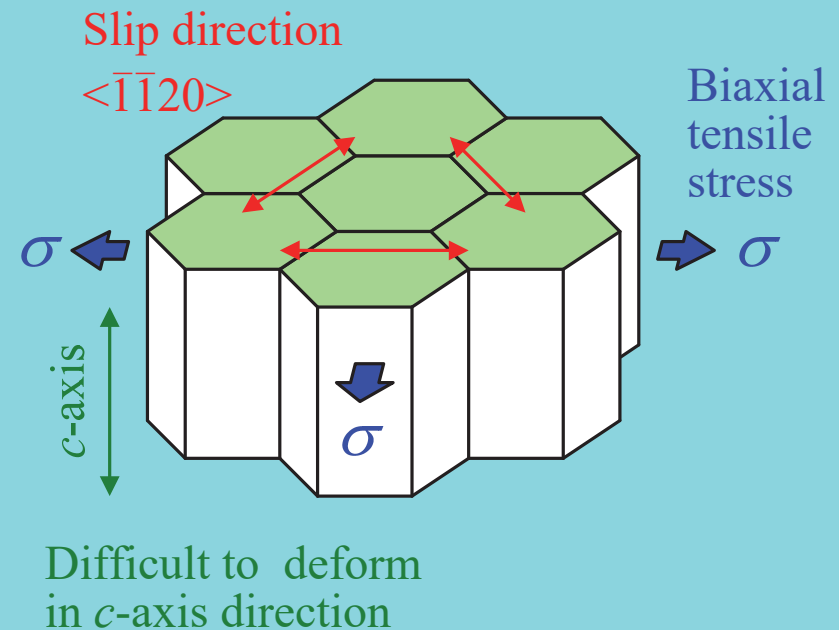 Slip direction
<1̅1̅20>
Biaxial
tensile
stress
σ
σ
c-axis
σ
Difficult to deform
in c-axis direction